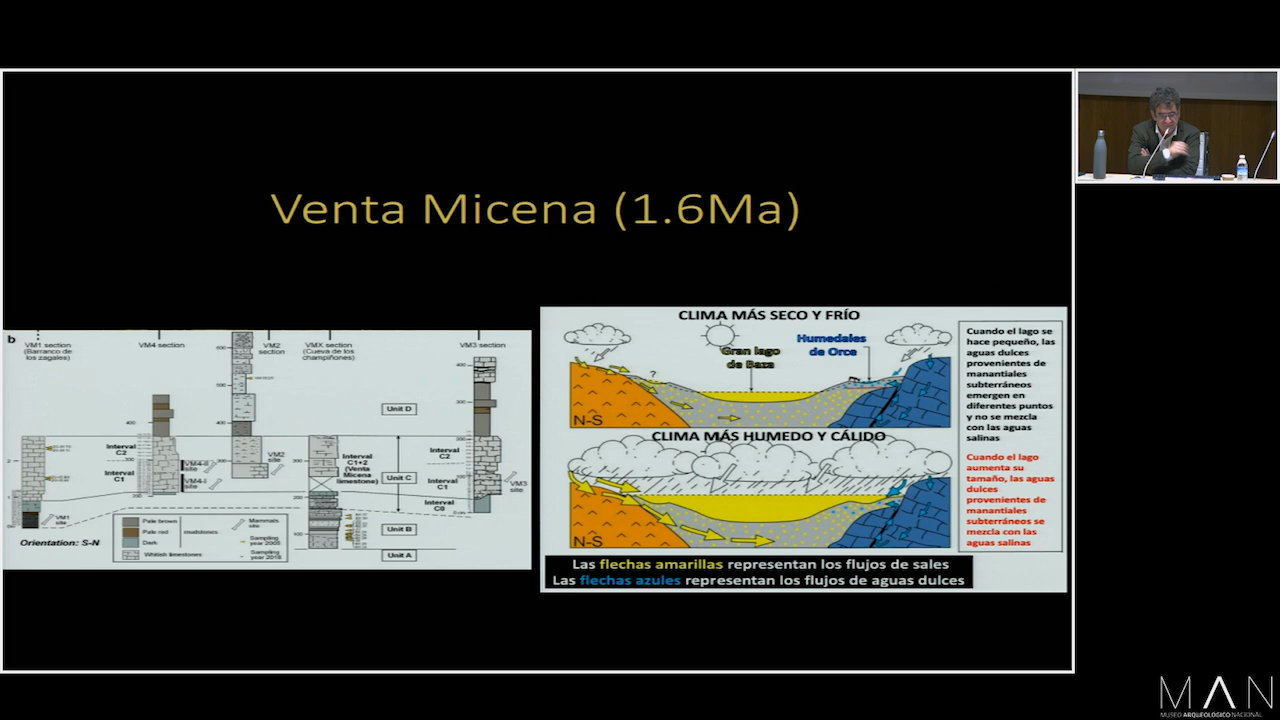 Venta Micena (1.6Ma)
b
VM1 section
(Barranco de
los zagales)
VM4 section
VM2
section
VMX section
(Cueva de los
champiñones)
VM3 section
Unit D
Interval
C2
Interval
C1
VM4-II
site
VM4-I
site
VM2
site
Interval
C1+2
(Venta
Micena
limestone)
Unit C
Interval
C2
Interval
C1
Interval
C0
VM3
site
VM1
site
Unit B
Unit A
Orientation: S-N
Pale brown
Pale red
Dark
mudstones
Whitish limestones
Mammals
site
Sampling
year
Sampling
year
CLIMA MÁS SECO Y FRÍO
Gran lago
de Baza
Humedales
de Orce
?
N-S
CLIMA MÁS HUMEDO Y CÁLIDO
N-S
Cuando el lago se
hace pequeño, las
aguas dulces
provenientes de
manantiales
subterráneos
emergen en
diferentes puntos
y no se mezcla
con las aguas
salinas
Cuando el lago
aumenta su
tamaño, las aguas
dulces
provenientes de
manantiales
subterráneos se
mezcla con las
aguas salinas
Las flechas amarillas representan los flujos de sales
Las flechas azules representan los flujos de aguas dulces
MAN
MUSEO ARQUEOLÓGICO NACIONAL